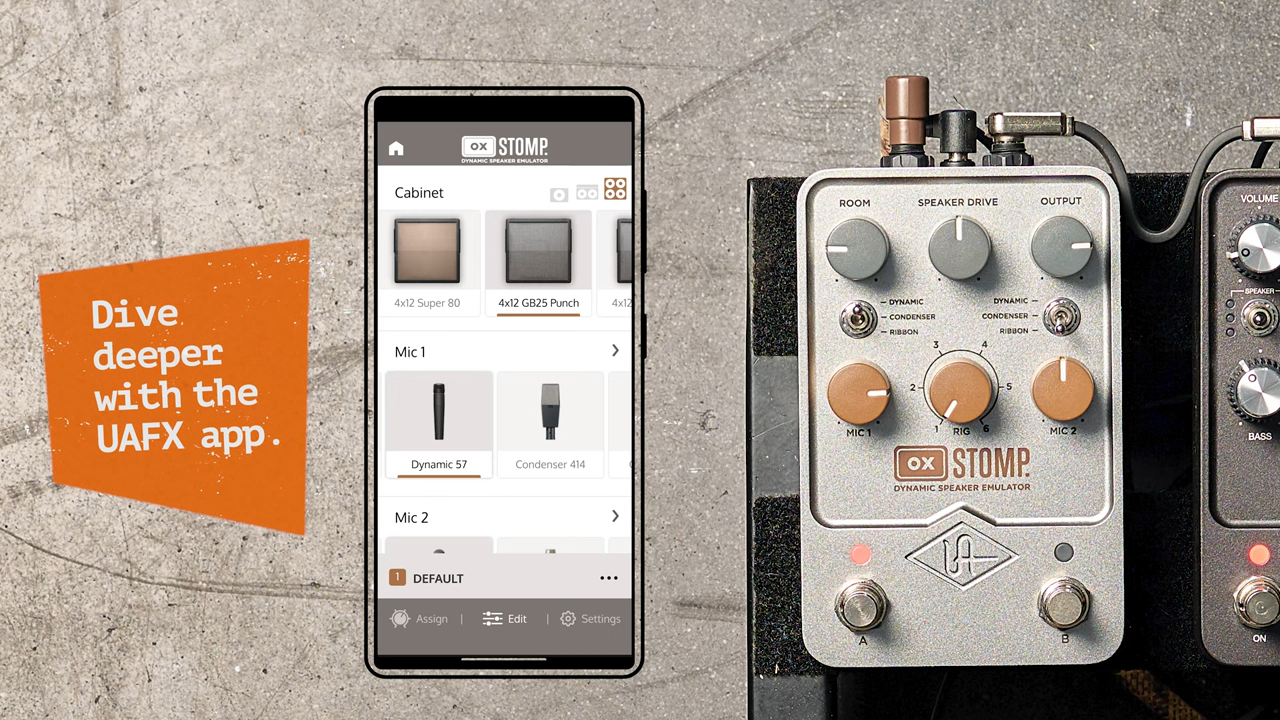 Dive
deeper
with the
UAFX app.
OX STOMP.
DYNAMIC SPEAKER EMULATOR
Cabinet
4x12 Super 80
4x12 GB25 Punch
4x12
Mic 1
Dynamic 57
Condenser 414
Mic 2
1 DEFAULT
Assign | Edit | Settings
ROOM SPEAKER DRIVE OUTPUT
DYNAMIC
CONDENSER
RIBBON
DYNAMIC
CONDENSER
RIBBON
3 4
2 5
1 6
MIC 1 RIG MIC 2
OX STOMP.
DYNAMIC SPEAKER EMULATOR
UA
A B
VOLUME
SPEAKER
BASS
ON